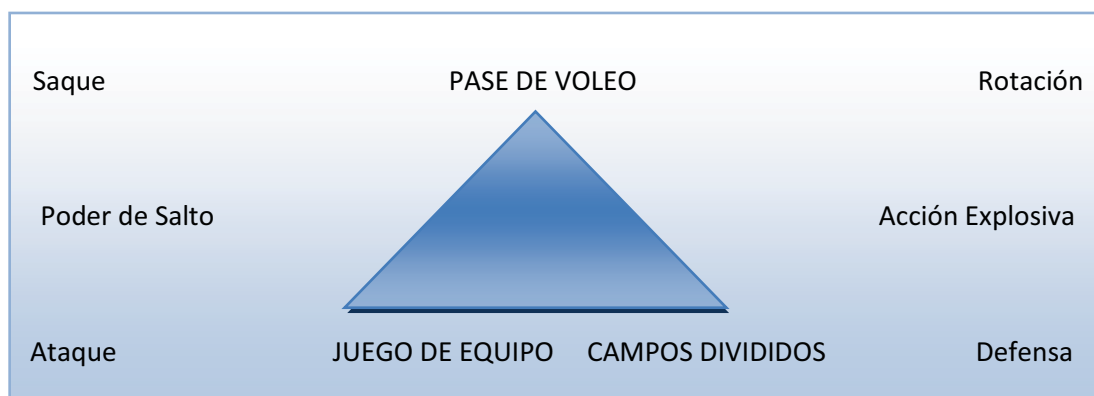 Saque PASE DE VOLEO Rotación
Poder de Salto Acción Explosiva
Ataque JUEGO DE EQUIPO CAMPOS DIVIDIDOS Defensa